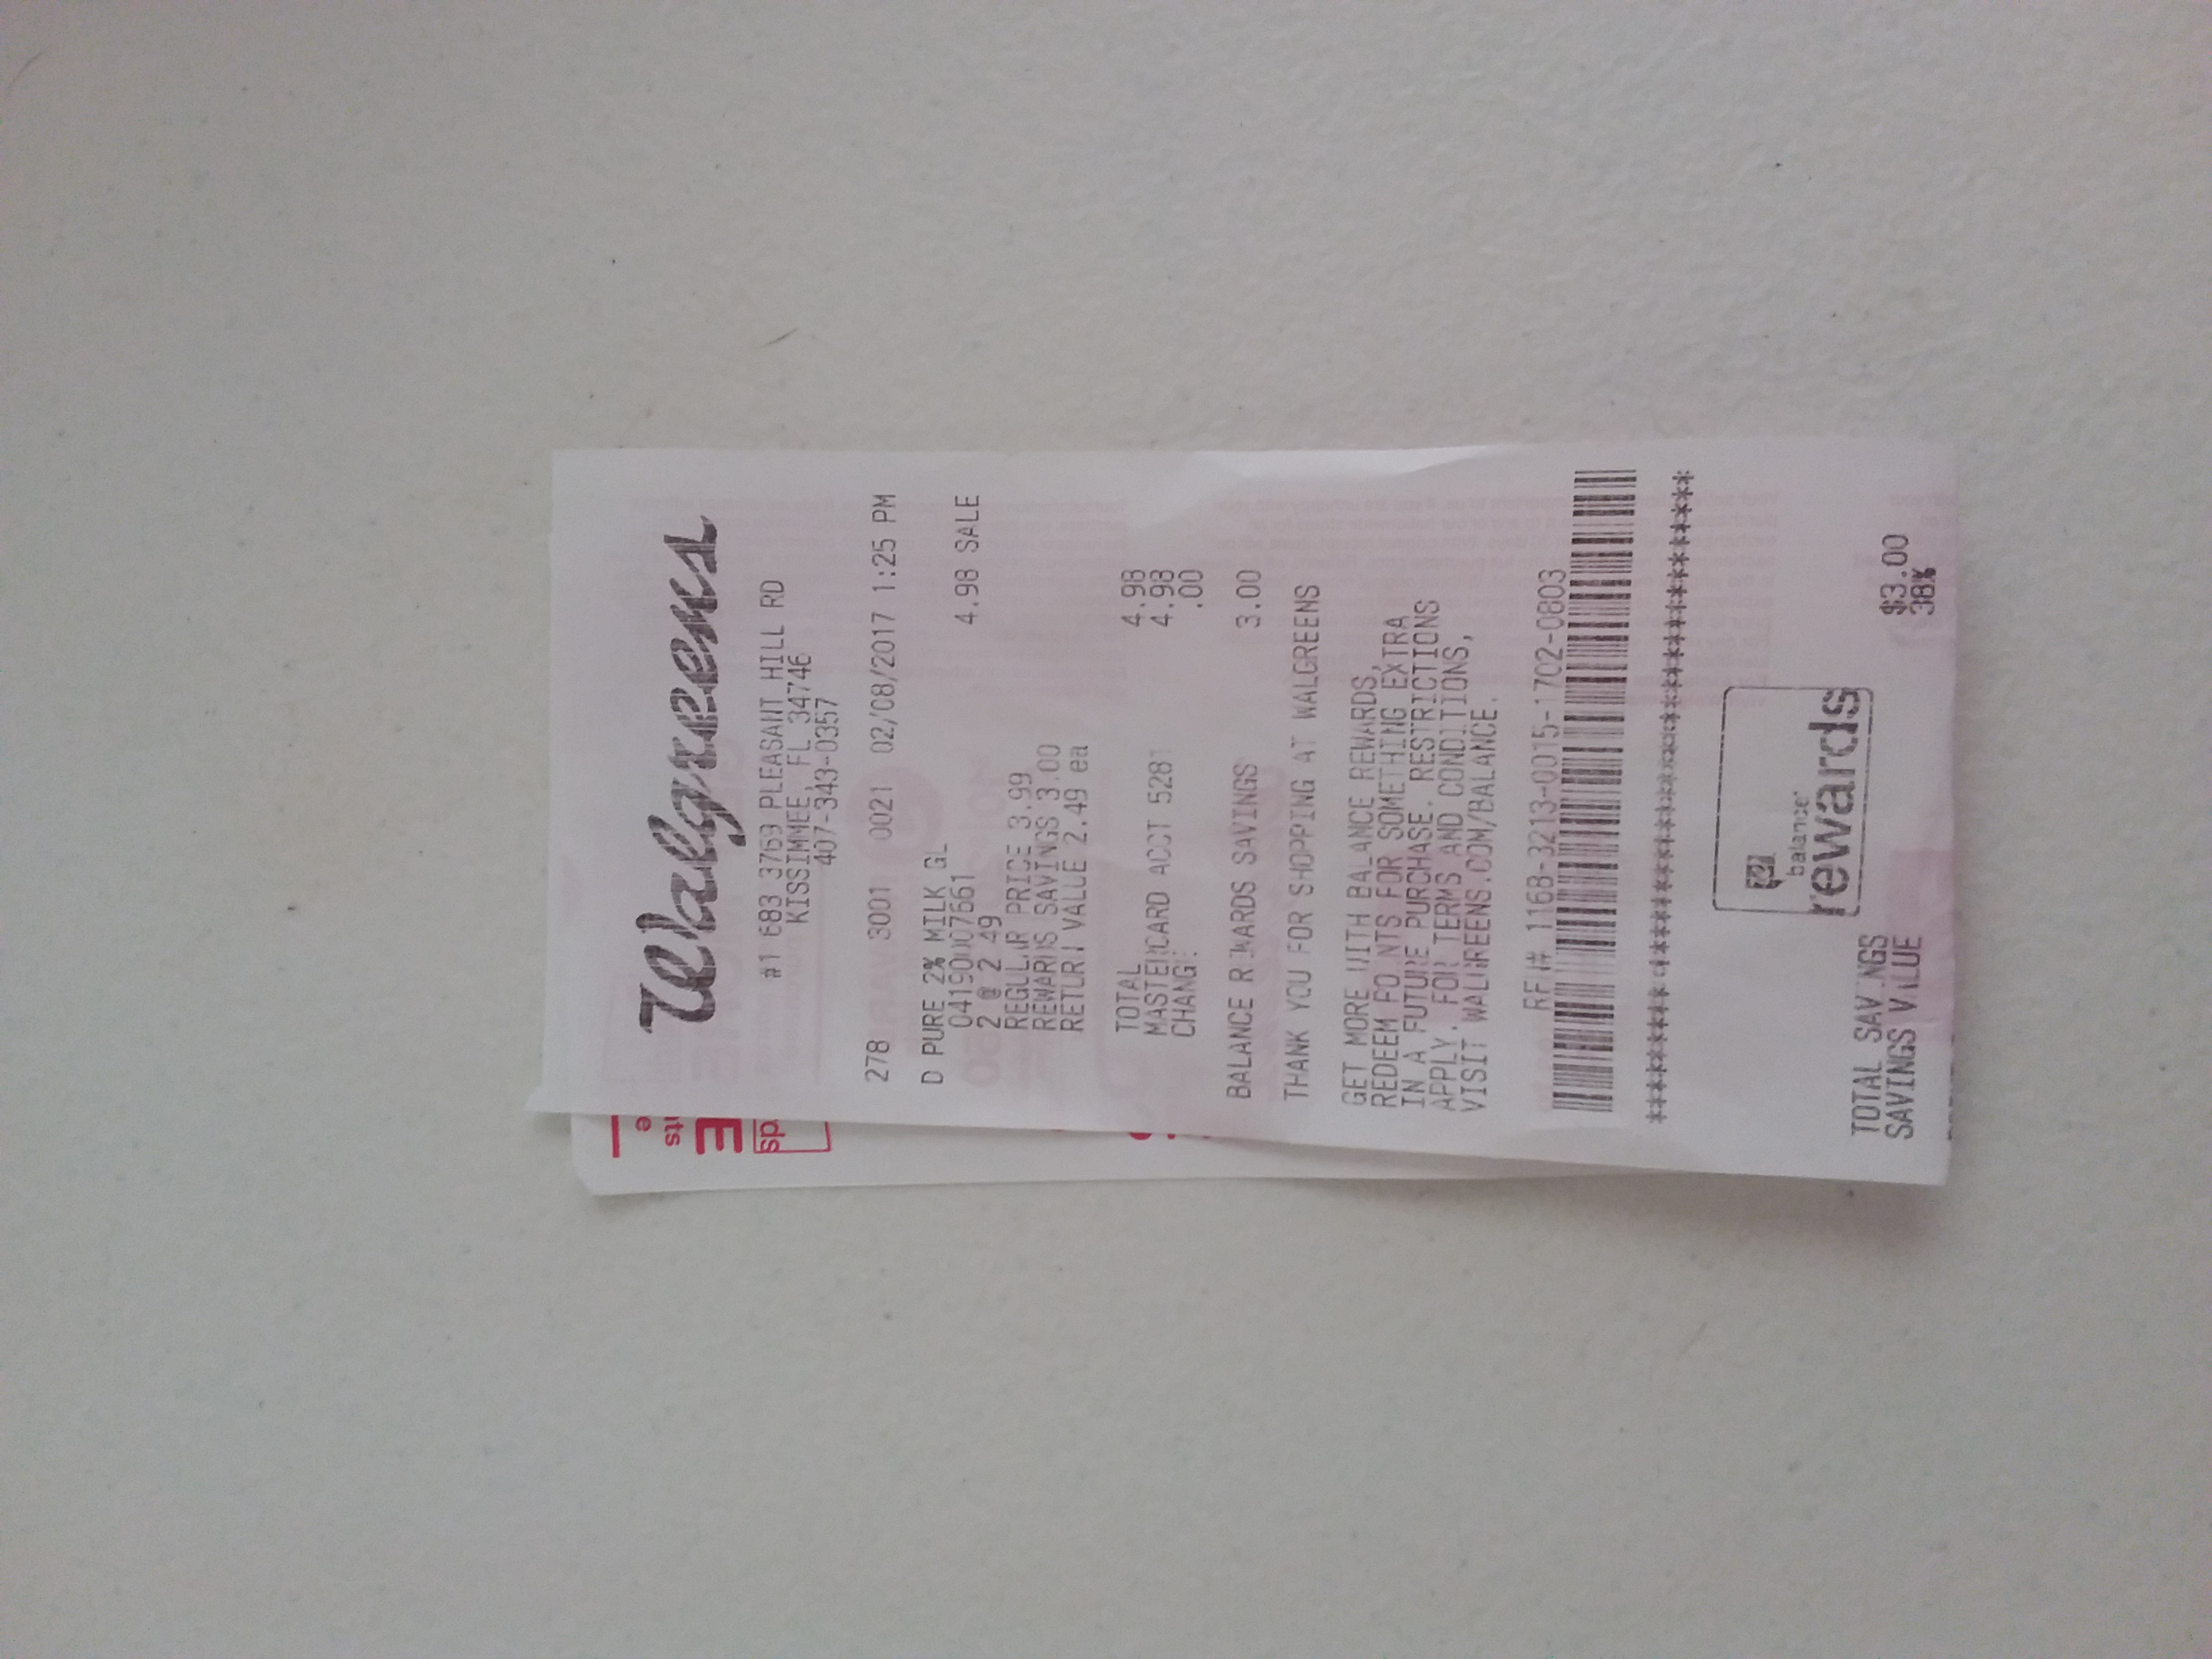 Walgreens
#1 683 3769 PLEASANT HILL RD
KISSIMMEE, FL 34746
407-343-0357
278 3001 0021 02/08/2017 1:25 PM
D PURE 2% MILK GL
04190007661 4.98 SALE
2 @ 2.49
REGULAR PRICE 3.99
REWARDS SAVINGS 3.00
RETURN VALUE 2.49 ea
TOTAL 4.98
MASTERCARD ACCT 5281 4.98
CHANGE .00
BALANCE REWARDS SAVINGS 3.00
THANK YOU FOR SHOPPING AT WALGREENS
GET MORE WITH BALANCE REWARDS,
REDEEM POINTS FOR SOMETHING EXTRA
IN A FUTURE PURCHASE. RESTRICTIONS
APPLY. FOR TERMS AND CONDITIONS,
VISIT WALGREENS.COM/BALANCE.
RFN# 1168-3213-0015-1702-0803
****************************************
balance
rewards
TOTAL SAVINGS $3.00
SAVINGS VALUE 38%